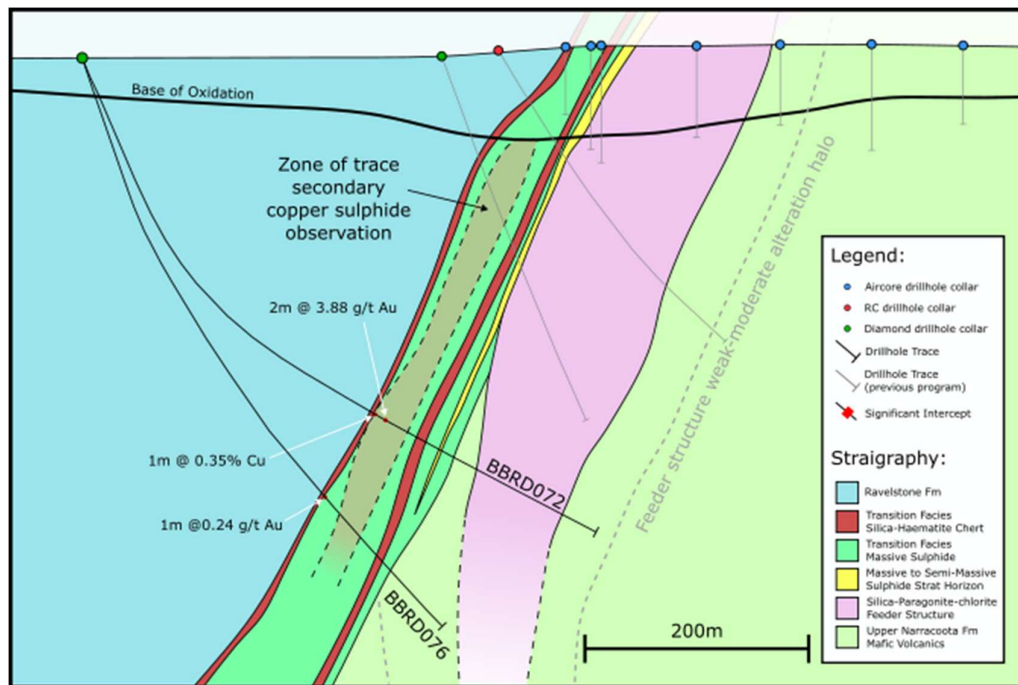 Base of Oxidation
Zone of trace
secondary
copper sulphide
observation
2m @ 3.88 g/t Au
1m @ 0.35% Cu
1m @0.24 g/t Au
BBRD072
BBRD076
Feeder structure weak-moderate alteration halo
200m
Legend:
Aircore drillhole collar
RC drillhole collar
Diamond drillhole collar
Drillhole Trace
Drillhole Trace
(previous program)
Significant Intercept
Straigraphy:
Ravelstone Fm
Transition Facies
Silica-Haematite Chert
Transition Facies
Massive Sulphide
Massive to Semi-Massive
Sulphide Strat Horizon
Silica-Paragonite-chlorite
Feeder Structure
Upper Narracoota Fm
Mafic Volcanics